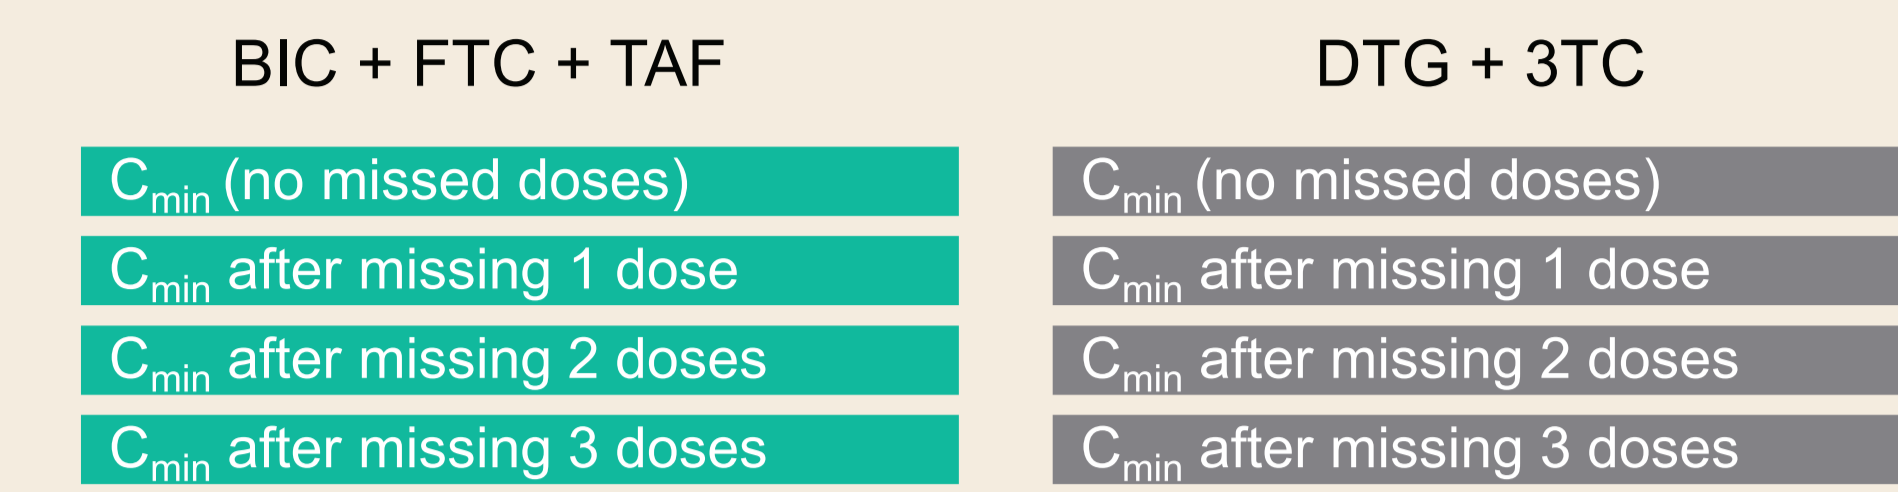 BIC + FTC + TAF
Cmin (no missed doses)
Cmin after missing 1 dose
Cmin after missing 2 doses
Cmin after missing 3 doses
DTG + 3TC
Cmin (no missed doses)
Cmin after missing 1 dose
Cmin after missing 2 doses
Cmin after missing 3 doses